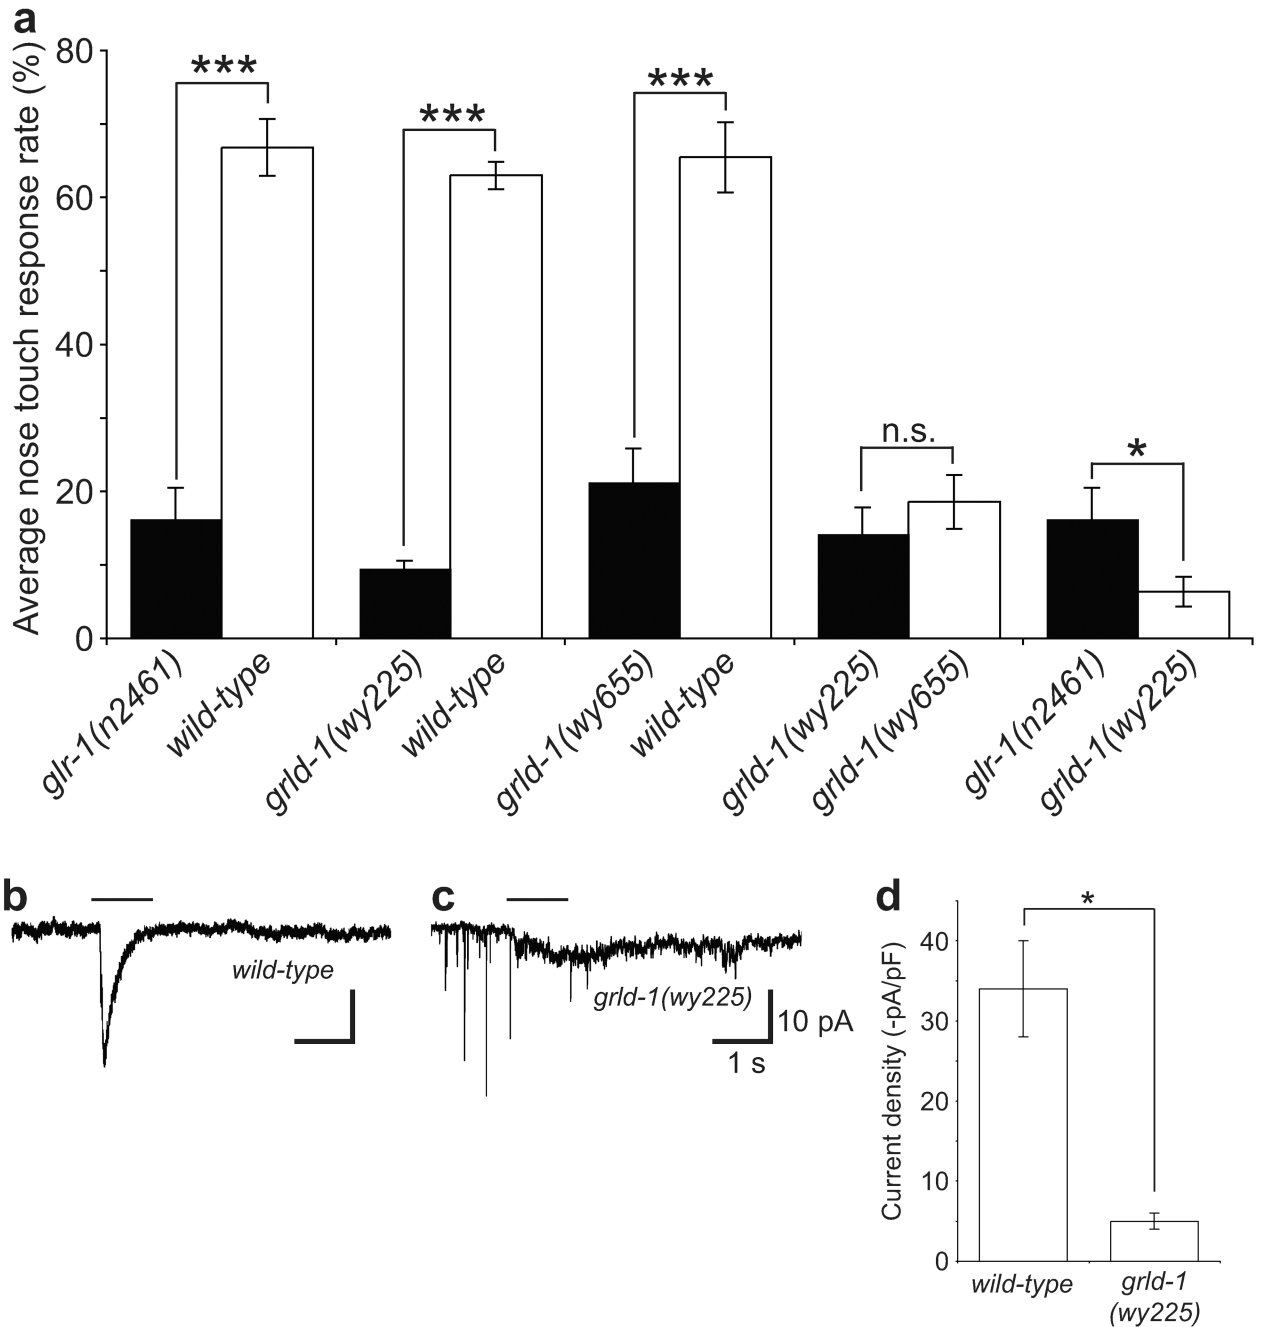 a
Average nose touch response rate (%)
80
60
40
20
0
***
***
***
n.s.
*
glr-1(n2461)
wild-type
grld-1(wy225)
wild-type
grld-1(wy655)
wild-type
grld-1(wy225)
grld-1(wy655)
glr-1(n2461)
grld-1(wy225)
b
wild-type
c
grld-1(wy225)
10 pA
1 s
d
Current density (-pA/pF)
40
30
20
10
0
*
wild-type
grld-1
(wy225)